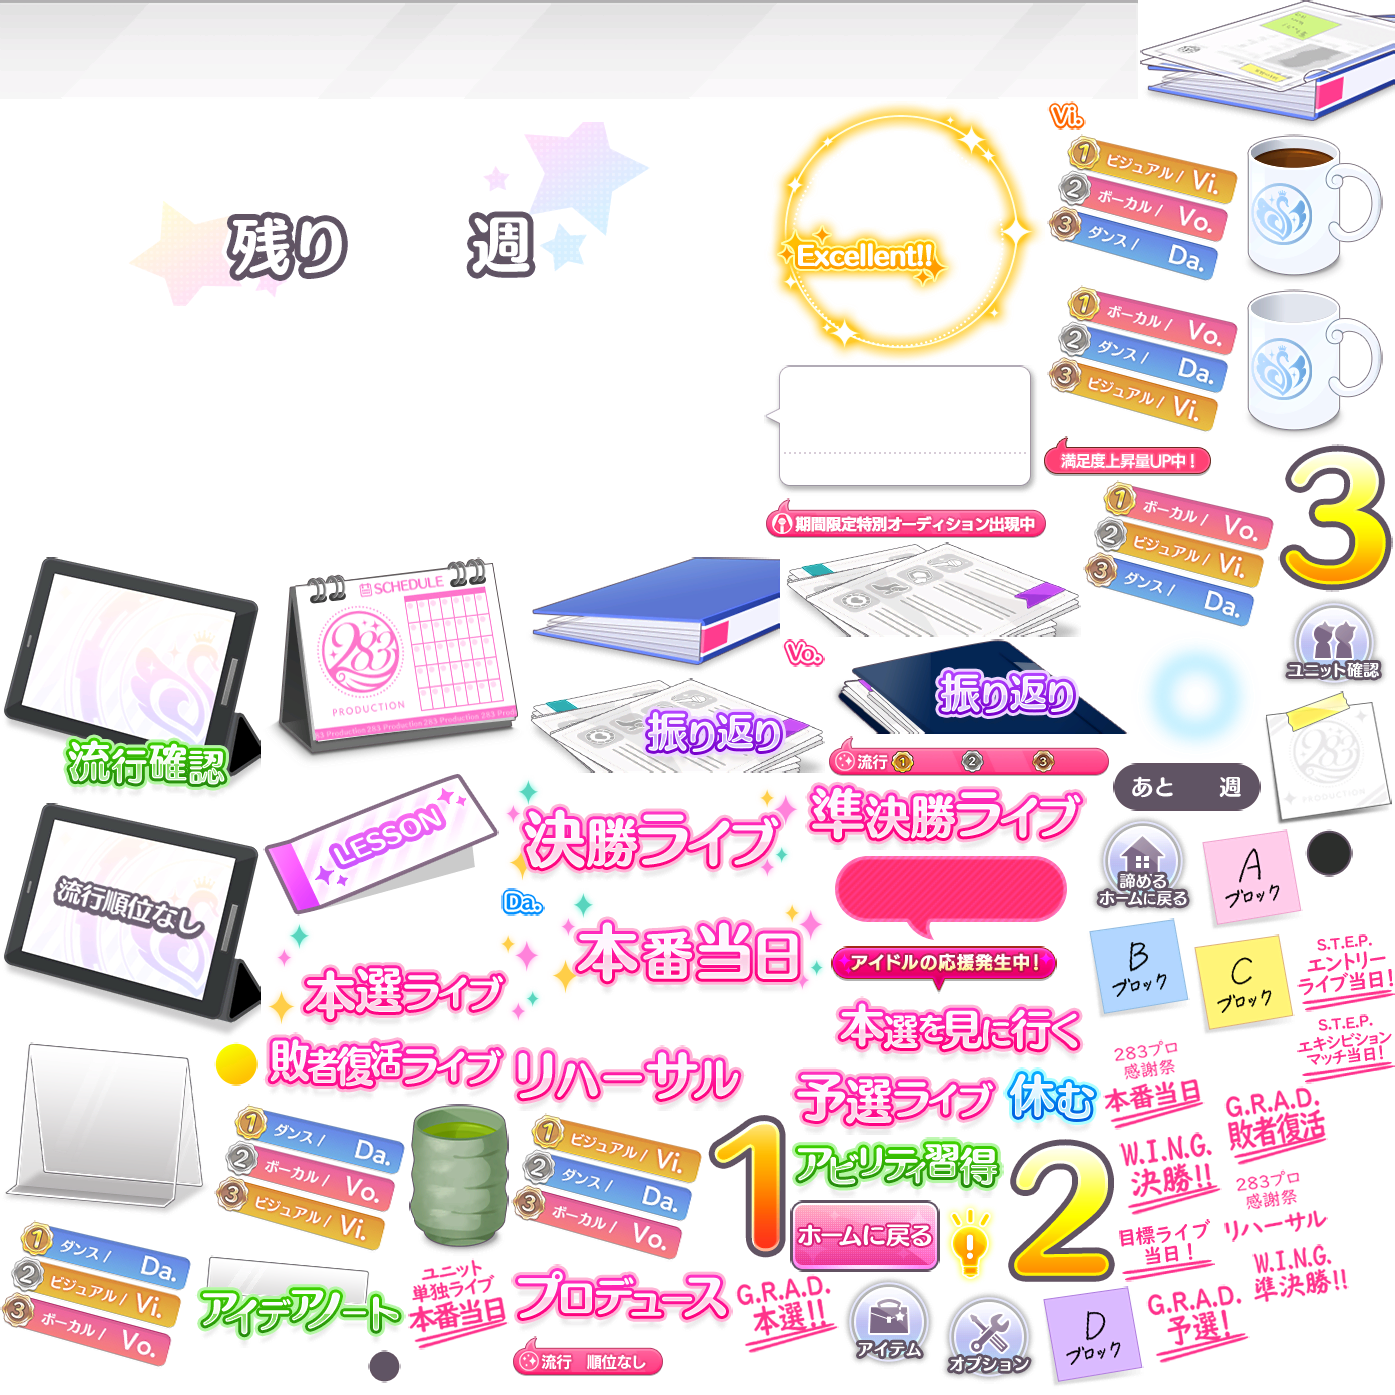 残り 週
Excellent!!
Vi.
1 ビジュアル / Vi.
2 ボーカル / Vo.
3 ダンス / Da.
1 ボーカル / Vo.
2 ダンス / Da.
3 ビジュアル / Vi.
満足度上昇量UP中!
期間限定特別オーディション出現中
1 ボーカル / Vo.
2 ビジュアル / Vi.
3 ダンス / Da.
3
ユニット確認
流行確認
SCHEDULE
283
PRODUCTION
283 Production 283 Production 283 Production 283
Vo.
振り返り
振り返り
流行 1 2 3
あと 週
283
PRODUCTION
流行順位なし
LESSON
決勝ライブ
準決勝ライブ
諦める
ホームに戻る
A
ブロック
B
ブロック
C
ブロック
Da.
本番当日
アイドルの応援発生中!
本選ライブ
本選を見に行く
S.T.E.P.
エントリー
ライブ当日!
S.T.E.P.
エキシビション
マッチ当日!
敗者復活ライブ
リハーサル
予選ライブ
休む
283プロ
感謝祭
本番当日
G.R.A.D.
敗者復活
1 ダンス / Da.
2 ボーカル / Vo.
3 ビジュアル / Vi.
1 ビジュアル / Vi.
2 ダンス / Da.
3 ボーカル / Vo.
1
アビリティ習得
2
W.I.N.G.
決勝!!
283プロ
感謝祭
リハーサル
ホームに戻る
目標ライブ
当日!
W.I.N.G.
準決勝!!
1 ダンス / Da.
2 ビジュアル / Vi.
3 ボーカル / Vo.
アイデアノート
ユニット
単独ライブ
本番当日
プロデュース
G.R.A.D.
本選!!
アイテム
オプション
D
ブロック
G.R.A.D.
予選!
流行 順位なし